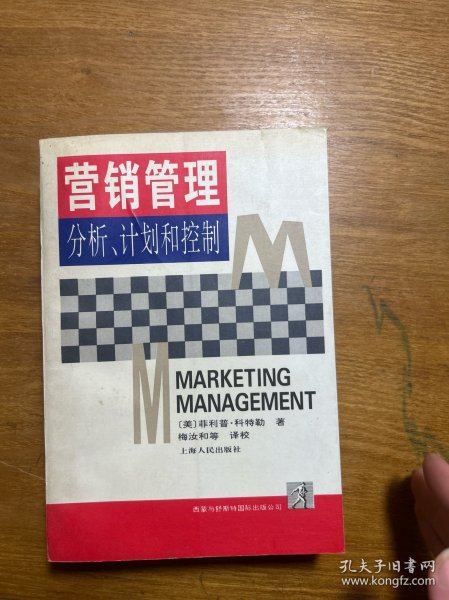 营销管理
分析、计划和控制
M
M
MARKETING
MANAGEMENT
〔美〕菲利普·科特勒 著
梅汝和等 译校
上海人民出版社
西蒙与舒斯特国际出版公司
孔夫子旧书网
www.kongfz.com